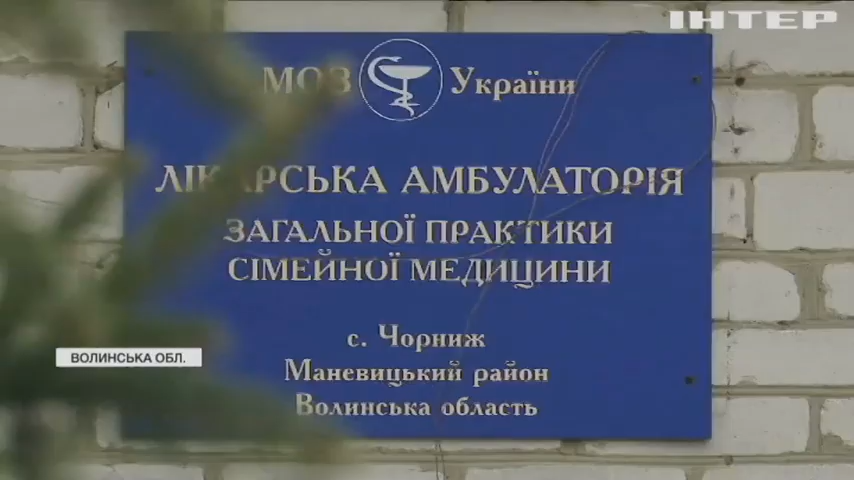 ІНТЕР
МОЗ України
ЛІКАРСЬКА АМБУЛАТОРІЯ
ЗАГАЛЬНОЇ ПРАКТИКИ
СІМЕЙНОЇ МЕДИЦИНИ
с. Чорниж
Маневицький район
Волинська область
ВОЛИНСЬКА ОБЛ.